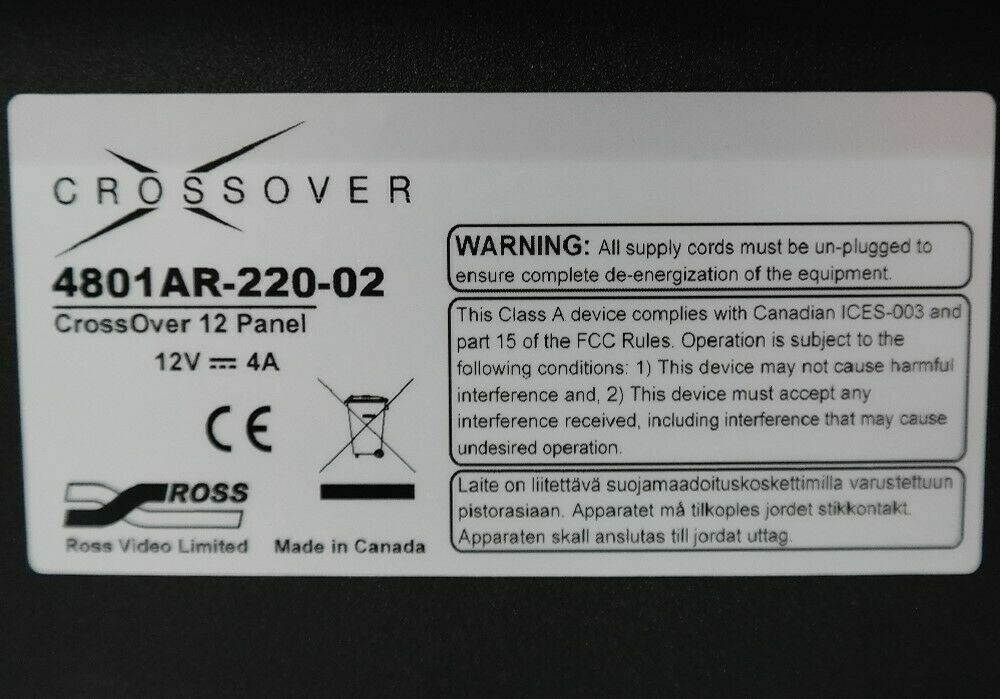 CROSSOVER
4801AR-220-02
CrossOver 12 Panel
12V ⎓ 4A
CE
ROSS
Ross Video Limited Made in Canada
WARNING: All supply cords must be un-plugged to
ensure complete de-energization of the equipment.
This Class A device complies with Canadian ICES-003 and
part 15 of the FCC Rules. Operation is subject to the
following conditions: 1) This device may not cause harmful
interference and, 2) This device must accept any
interference received, including interference that may cause
undesired operation.
Laite on liitettävä suojamaadoituskoskettimilla varustettuun
pistorasiaan. Apparatet må tilkoples jordet stikkontakt.
Apparaten skall anslutas till jordat uttag.